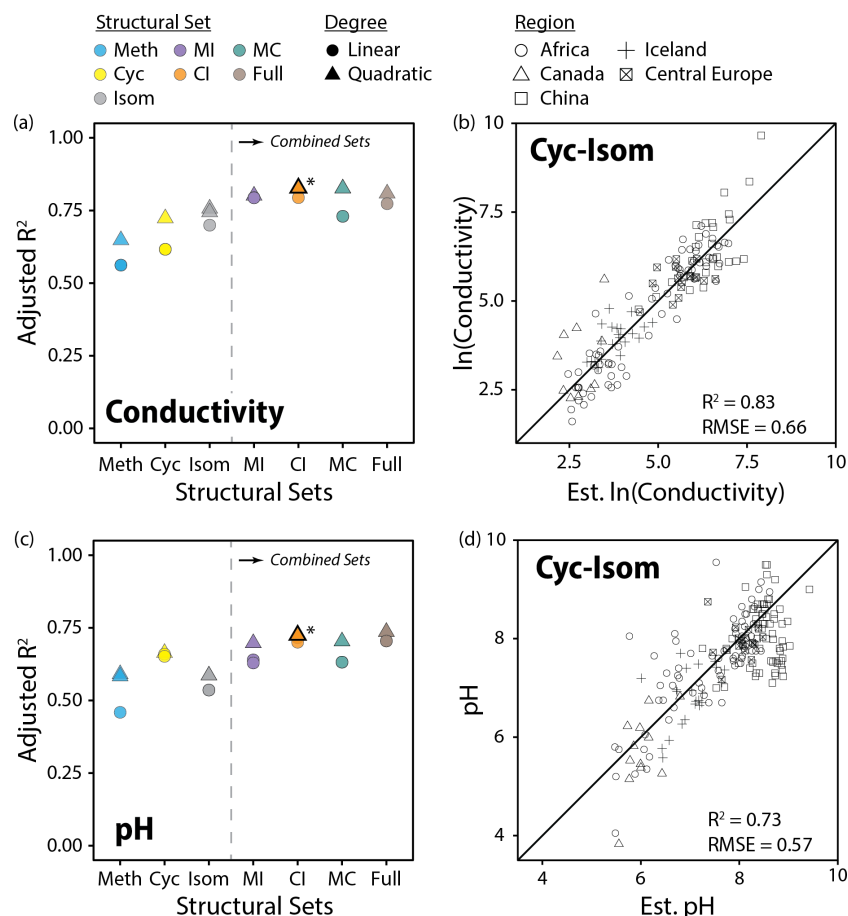 Structural Set Degree Region
Meth MI MC Linear Africa Iceland
Cyc CI Full Quadratic Canada Central Europe
Isom China
(a)
1.00
0.75
0.50
0.25
0.00
Adjusted R²
Combined Sets
*
Conductivity
Meth Cyc Isom MI CI MC Full
Structural Sets
(b)
10
7.5
5.0
2.5
ln(Conductivity)
Cyc-Isom
R² = 0.83
RMSE = 0.66
2.5 5.0 7.5 10
Est. ln(Conductivity)
(c)
1.00
0.75
0.50
0.25
0.00
Adjusted R²
Combined Sets
*
pH
Meth Cyc Isom MI CI MC Full
Structural Sets
(d)
10
8
6
4
pH
Cyc-Isom
R² = 0.73
RMSE = 0.57
4 6 8 10
Est. pH